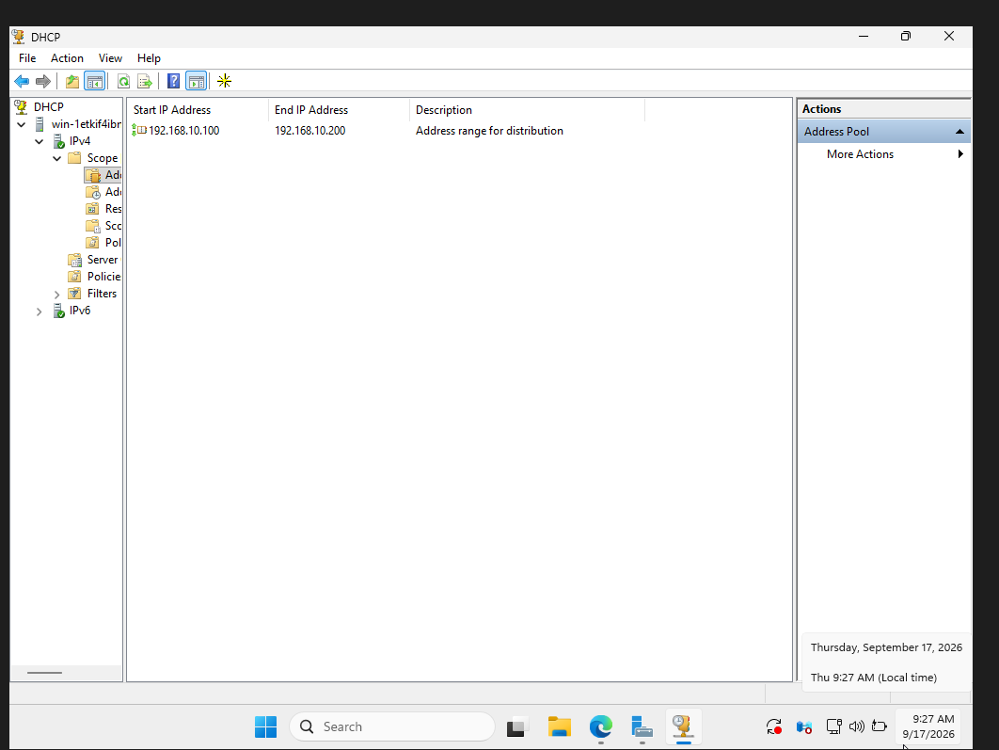 DHCP
File Action View Help
DHCP
win-1etkif4ibr
IPv4
Scope
Add
Add
Res
Sco
Pol
Server
Policie
Filters
IPv6
Start IP Address End IP Address Description
192.168.10.100 192.168.10.200 Address range for distribution
Actions
Address Pool
More Actions
Thursday, September 17, 2026
Thu 9:27 AM (Local time)
Search
9:27 AM
9/17/2026